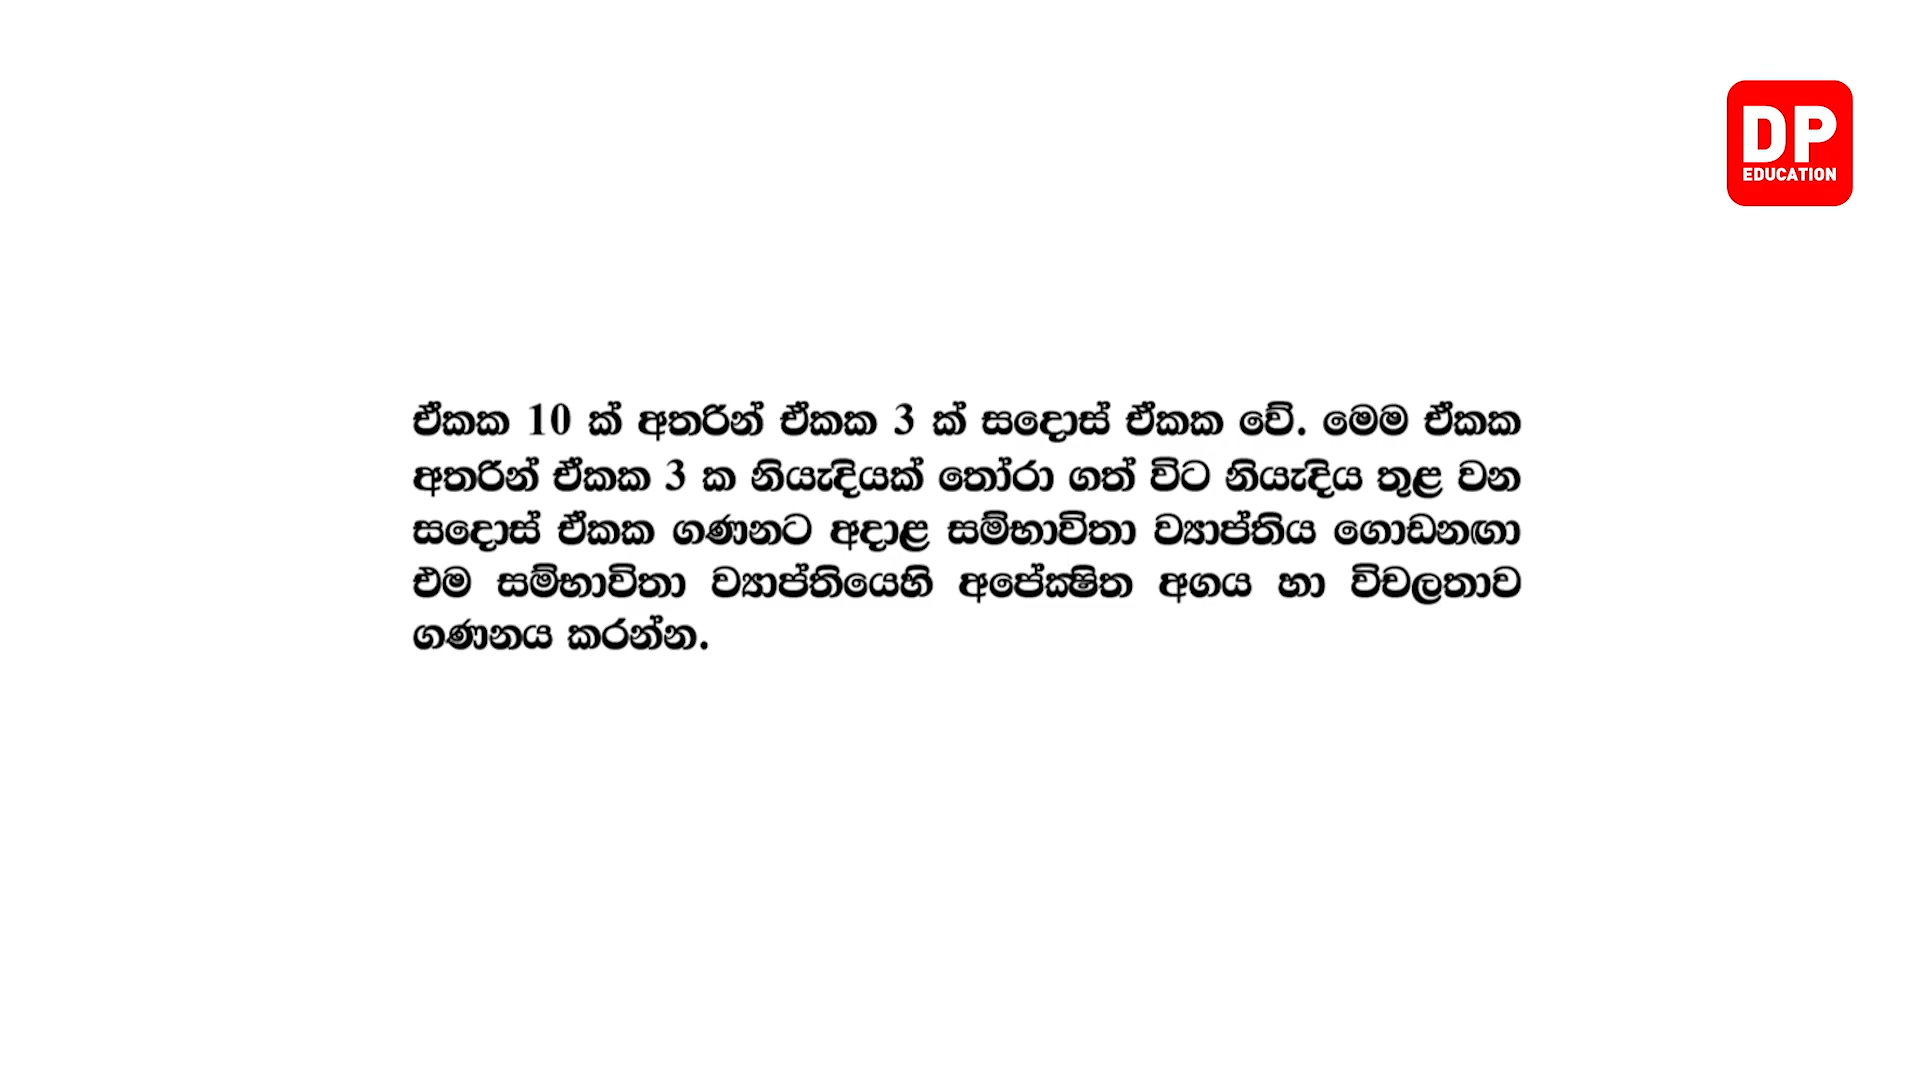 DP
EDUCATION
ඒකක 10 ක් අතරින් ඒකක 3 ක් සදොස් ඒකක වේ. මෙම ඒකක
අතරින් ඒකක 3 ක නියැදියක් තෝරා ගත් විට නියැදිය තුළ වන
සදොස් ඒකක ගණනට අදාළ සම්භාවිතා ව්‍යාප්තිය ගොඩනඟා
එම සම්භාවිතා ව්‍යාප්තියෙහි අපේක්‍ෂිත අගය හා විචලතාව
ගණනය කරන්න.